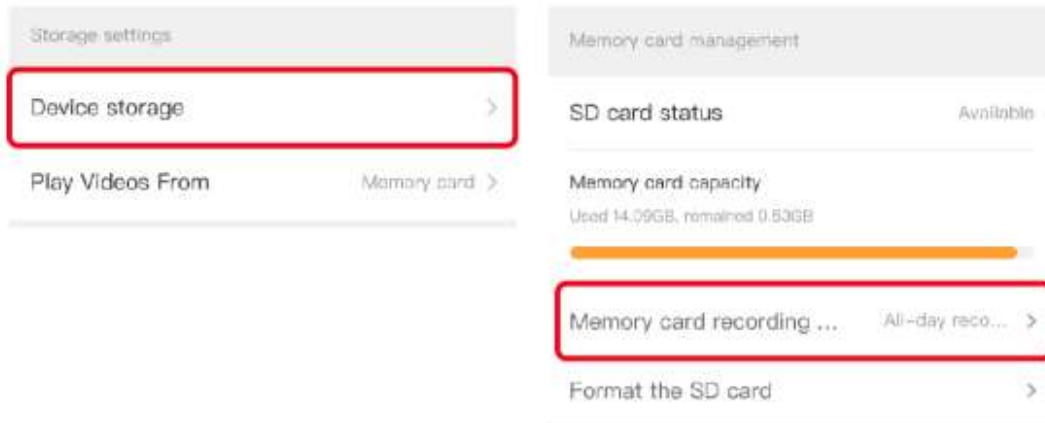 Storage settings
Device storage
Play Videos From Memory card
Memory card management
SD card status Available
Memory card capacity
Used 14.09GB, remained 0.63GB
Memory card recording ... All-day reco...
Format the SD card